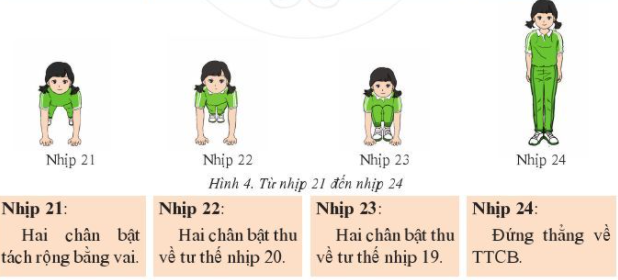 Nhịp 21
Nhịp 22
Nhịp 23
Nhịp 24
Hình 4. Từ nhịp 21 đến nhịp 24
Nhịp 21:
Hai chân bật
tách rộng bằng vai.
Nhịp 22:
Hai chân bật thu
về tư thế nhịp 20.
Nhịp 23:
Hai chân bật thu
về tư thế nhịp 19.
Nhịp 24:
Đứng thẳng về
TTCB.